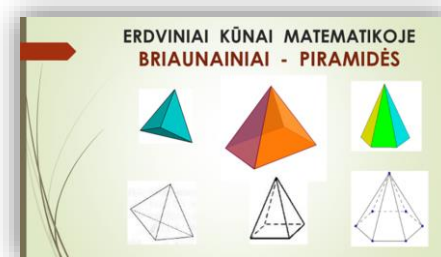 ERDVINIAI KŪNAI MATEMATIKOJE
BRIAUNAINIAI - PIRAMIDĖS